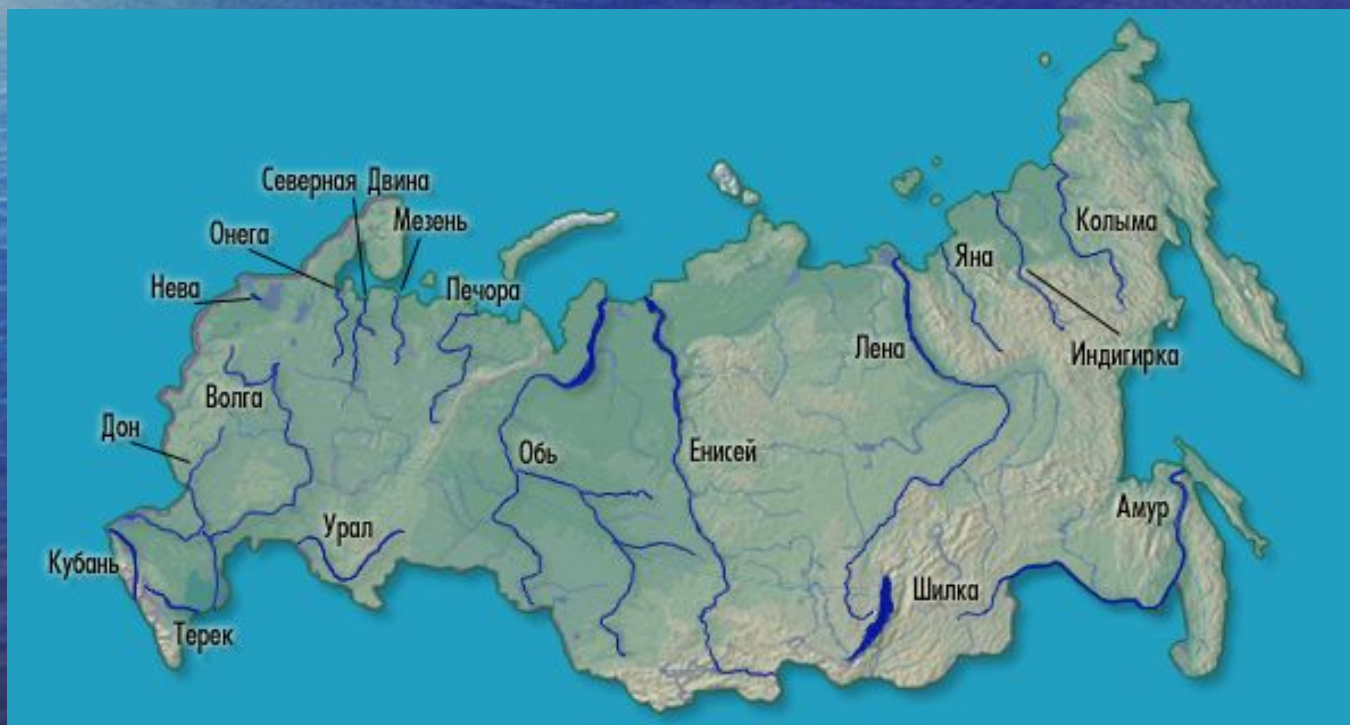 Северная Двина
Мезень
Онега
Нева
Печора
Колыма
Яна
Индигирка
Лена
Волга
Дон
Обь
Енисей
Амур
Урал
Кубань
Шилка
Терек